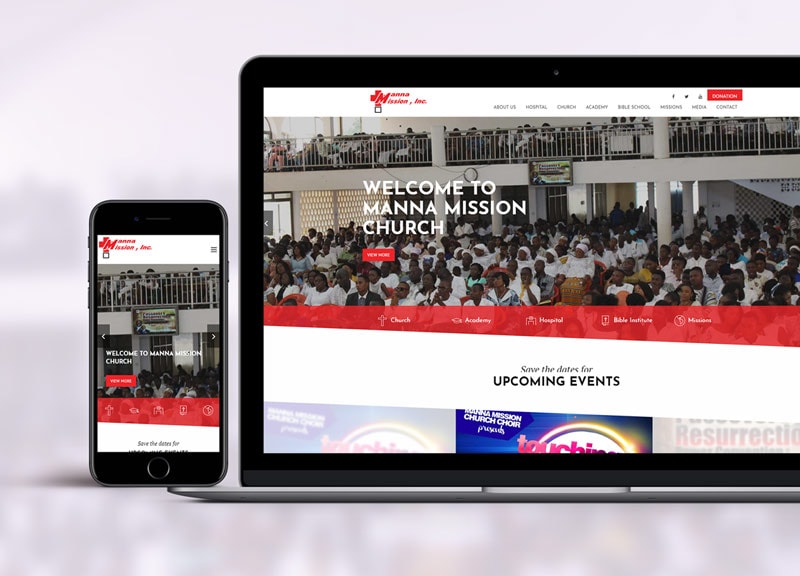 Manna
Mission, Inc.
WELCOME TO MANNA MISSION
CHURCH
VIEW MORE
Save the dates for
UPCOMING EVENTS
Manna
Mission, Inc.
DONATION
ABOUT US HOSPITAL CHURCH ACADEMY BIBLE SCHOOL MISSIONS MEDIA CONTACT
WELCOME TO
MANNA MISSION
CHURCH
VIEW MORE
Church Academy Hospital Bible Institute Missions
Save the dates for
UPCOMING EVENTS
MANNA MISSION
CHURCH CHOIR
presents
touching
MANNA MISSION
CHURCH CHOIR
presents
touching
Resurrection